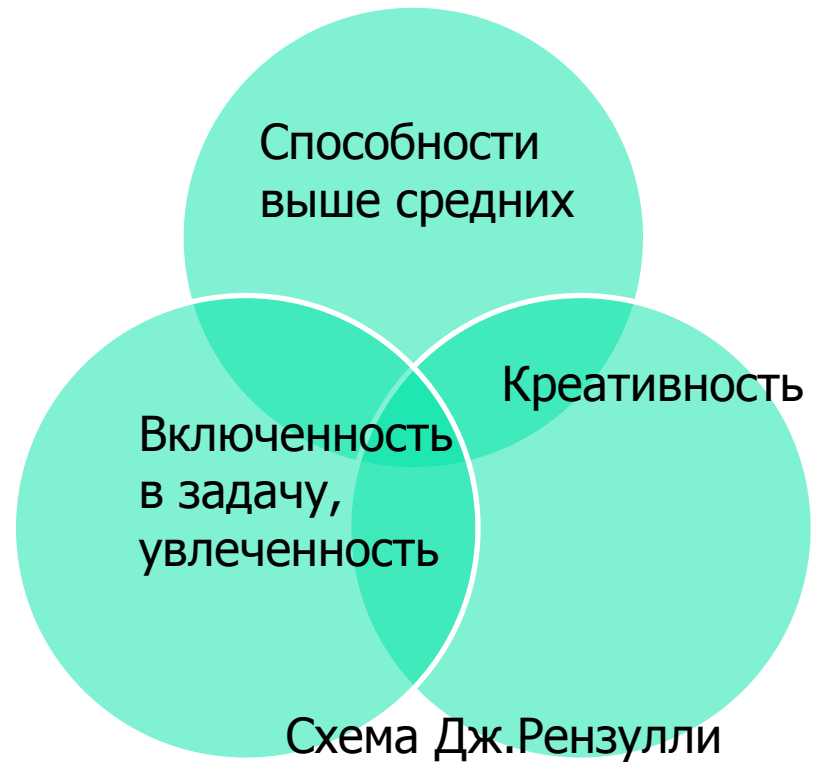 Способности
выше средних
Креативность
Включенность
в задачу,
увлеченность
Схема Дж.Рензулли